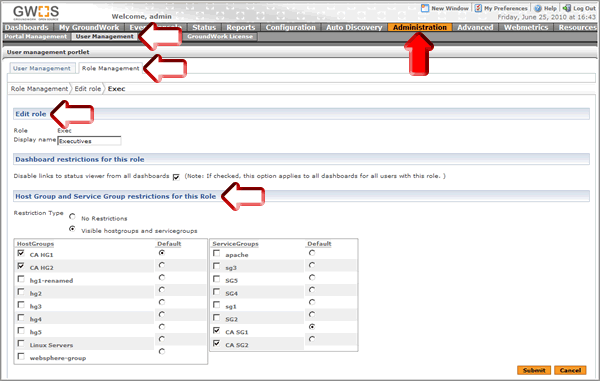 GWOS
New Window | My Preferences | Help | Log Out
Welcome, admin
Friday, June 25, 2010 at 16:43
Dashboards My GroundWork Status Reports Configuration Auto Discovery Administration Advanced Webmetrics Resources
Portal Management User Management GroundWork License
User management portlet
User Management Role Management
Role Management Edit role Exec
Edit role
Role Exec
Display name Executives
Dashboard restrictions for this role
Disable links to status viewer from all dashboards (Note: If checked, this option applies to all dashboards for all users with this role. )
Host Group and Service Group restrictions for this Role
Restriction Type No Restrictions
Visible hostgroups and servicegroups
HostGroups Default ServiceGroups Default
CA HG1 apache
CA HG2 sg3
hg1-renamed SG5
hg2 SG4
hg3 sg1
hg4 SG2
hg5 CA SG1
Linux Servers CA SG2
websphere-group
Submit Cancel